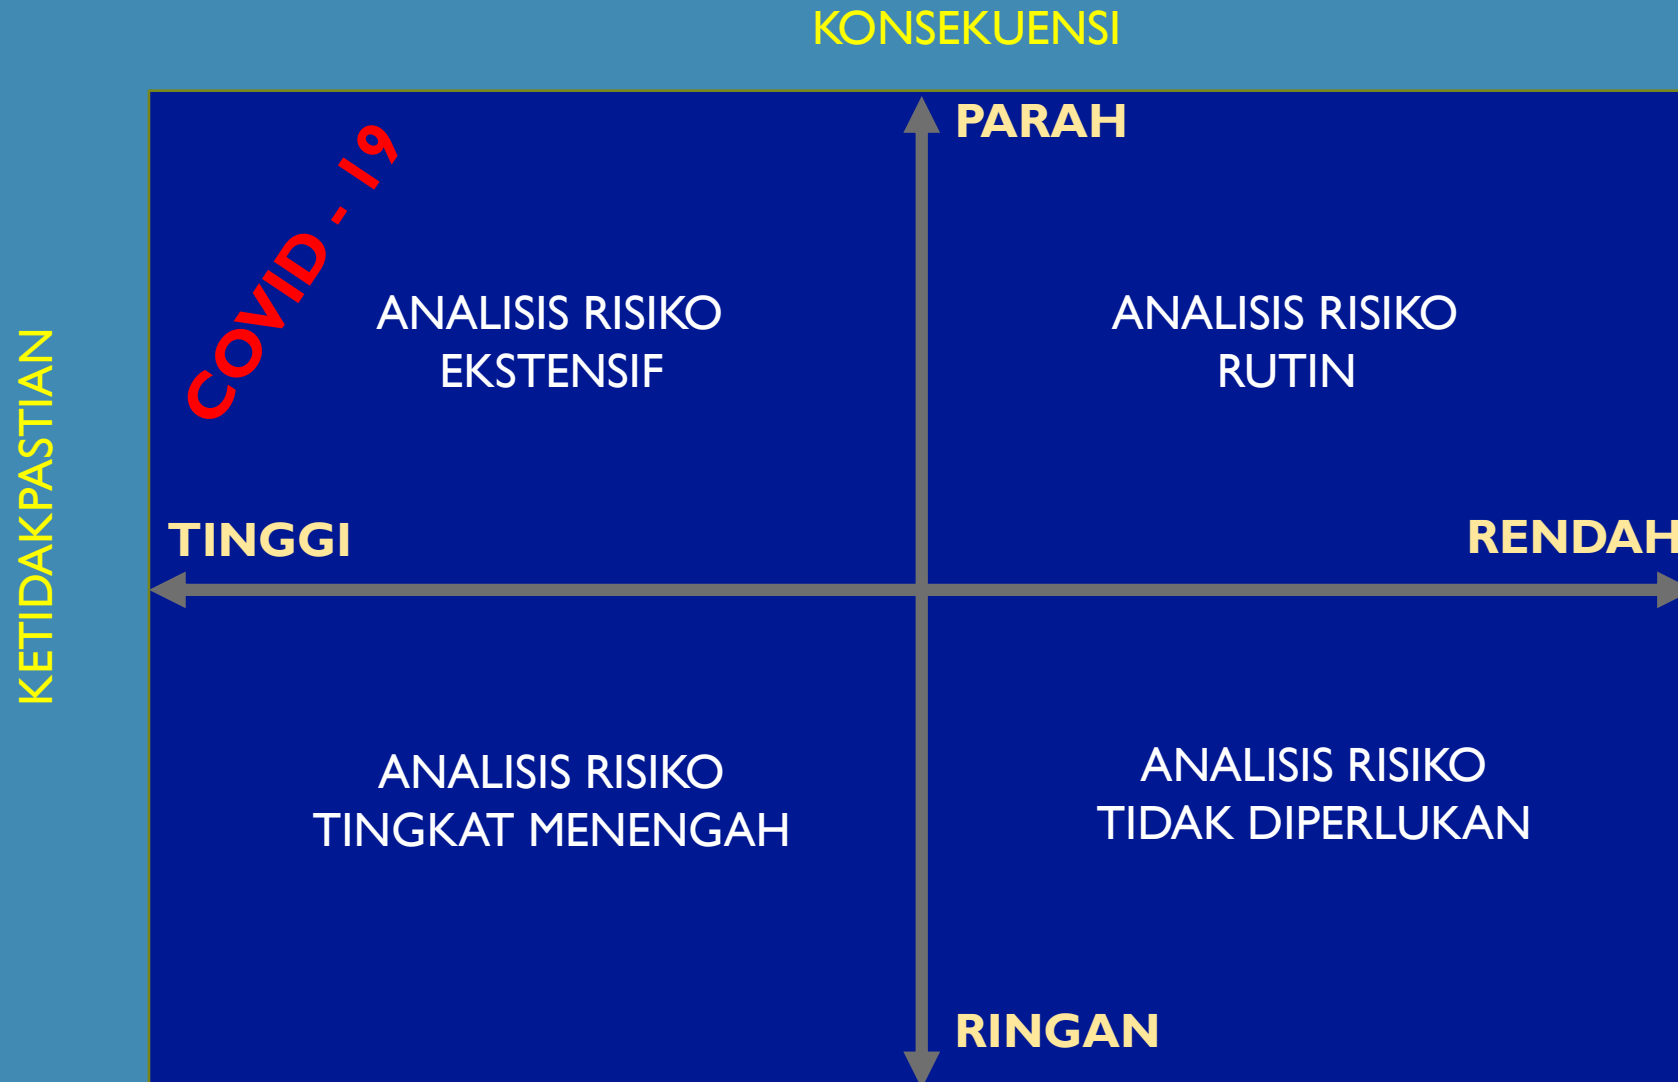 KONSEKUENSI
KETIDAKPASTIAN
PARAH
COVID - 19
ANALISIS RISIKO
EKSTENSIF
ANALISIS RISIKO
RUTIN
TINGGI
RENDAH
ANALISIS RISIKO
TINGKAT MENENGAH
ANALISIS RISIKO
TIDAK DIPERLUKAN
RINGAN